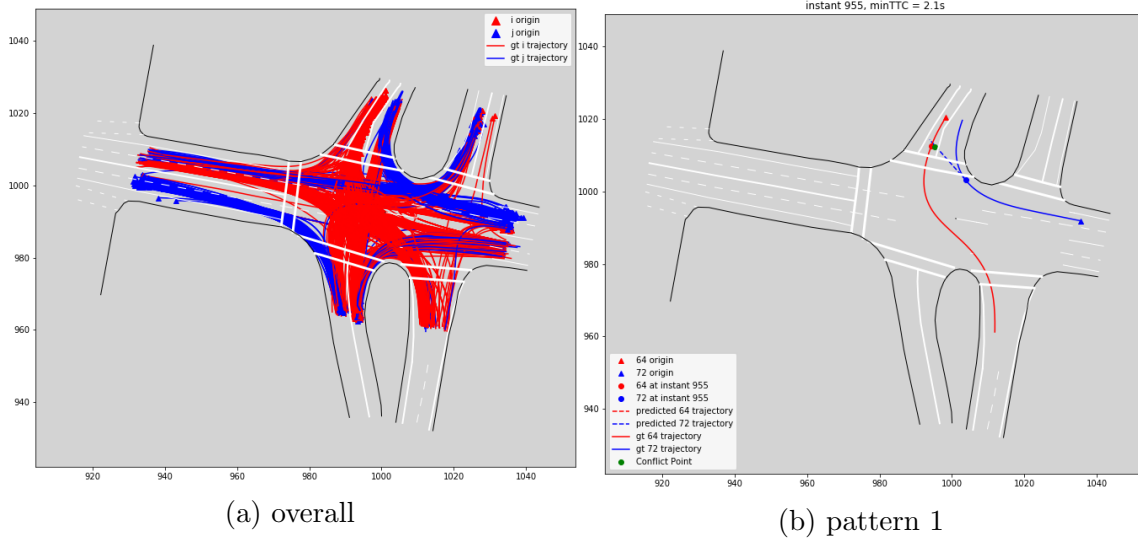 i origin
j origin
gt i trajectory
gt j trajectory
1040
1020
1000
980
960
940
920
940
960
980
1000
1020
1040
(a) overall
instant 955, minTTC = 2.1s
1040
1020
1000
980
960
940
64 origin
72 origin
64 at instant 955
72 at instant 955
predicted 64 trajectory
predicted 72 trajectory
gt 64 trajectory
gt 72 trajectory
Conflict Point
920
940
960
980
1000
1020
1040
(b) pattern 1